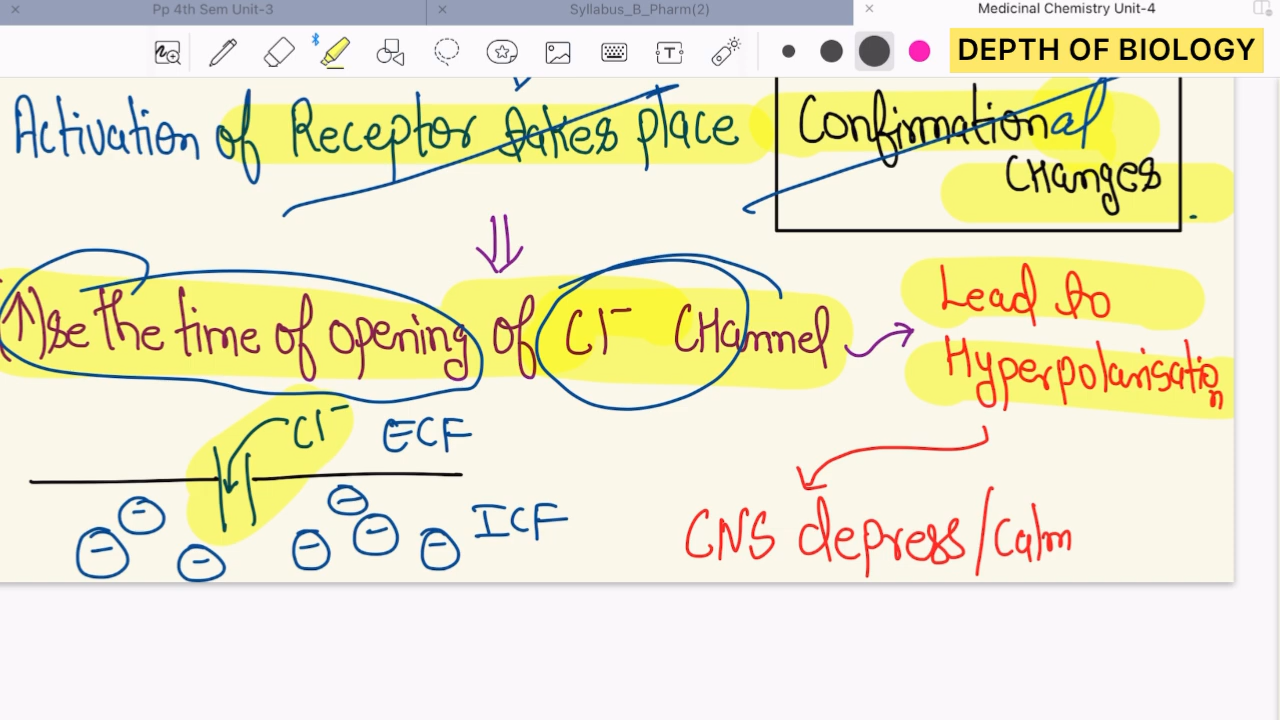 Pp 4th Sem Unit-3
Syllabus_B_Pharm(2)
Medicinal Chemistry Unit-4
DEPTH OF BIOLOGY
Activation of Receptor takes place
Confirmational
CHanges
(↑)se the time of opening of Cl⁻ CHannel
Lead to
Hyperpolarisation
Cl⁻
ECF
ICF
CNS depress/Calm